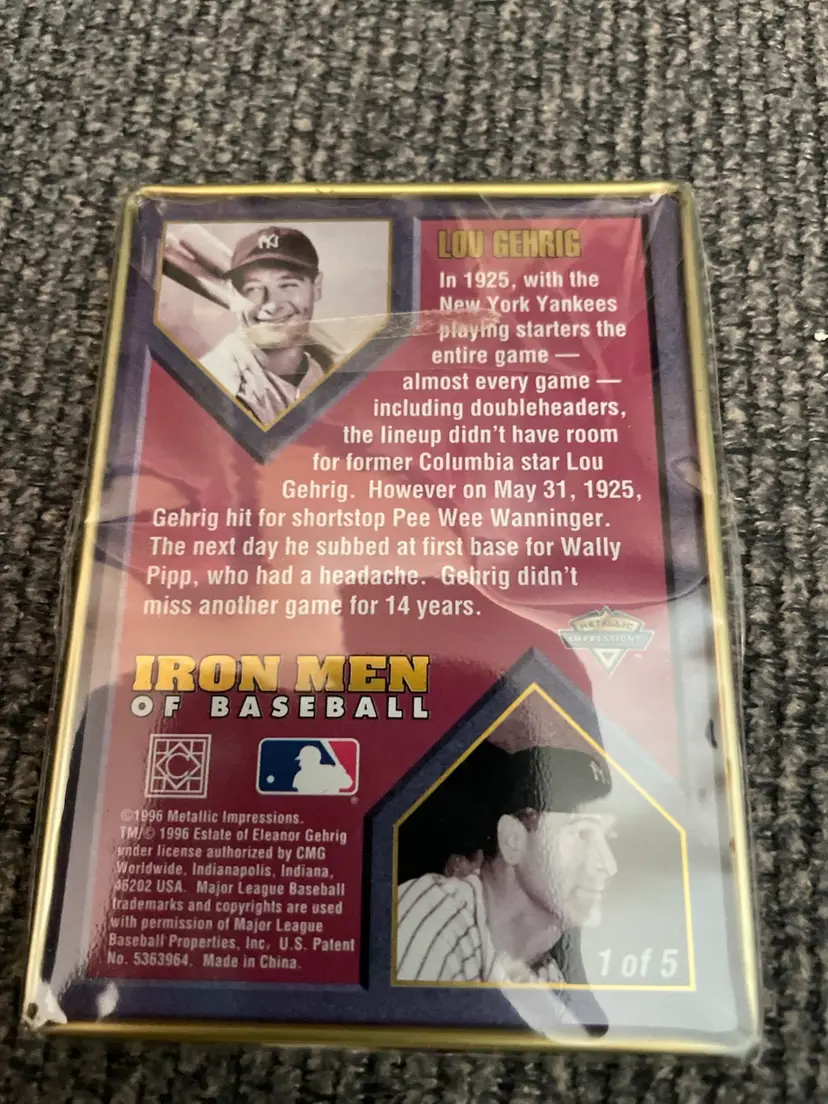 LOU GEHRIG
In 1925, with the
New York Yankees
playing starters the
entire game —
almost every game —
including doubleheaders,
the lineup didn't have room
for former Columbia star Lou
Gehrig. However on May 31, 1925,
Gehrig hit for shortstop Pee Wee Wanninger.
The next day he subbed at first base for Wally
Pipp, who had a headache. Gehrig didn't
miss another game for 14 years.
METALLIC
IMPRESSIONS
TM
IRON MEN
OF BASEBALL
C
®
©1996 Metallic Impressions.
TM/© 1996 Estate of Eleanor Gehrig
under license authorized by CMG
Worldwide, Indianapolis, Indiana,
46202 USA. Major League Baseball
trademarks and copyrights are used
with permission of Major League
Baseball Properties, Inc. U.S. Patent
No. 5363964. Made in China.
1 of 5